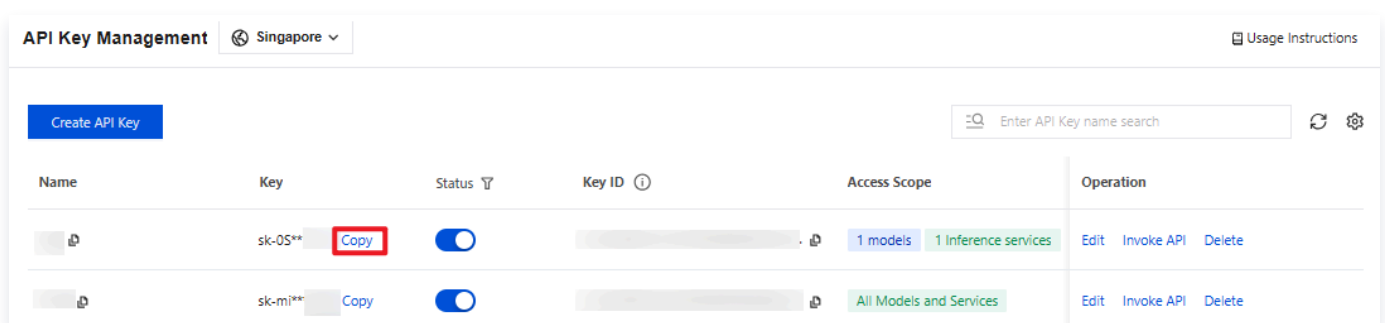 API Key Management Singapore Usage Instructions
Create API Key Enter API Key name search
Name Key Status Key ID Access Scope Operation
sk-0S** Copy 1 models 1 Inference services Edit Invoke API Delete
sk-mi** Copy All Models and Services Edit Invoke API Delete